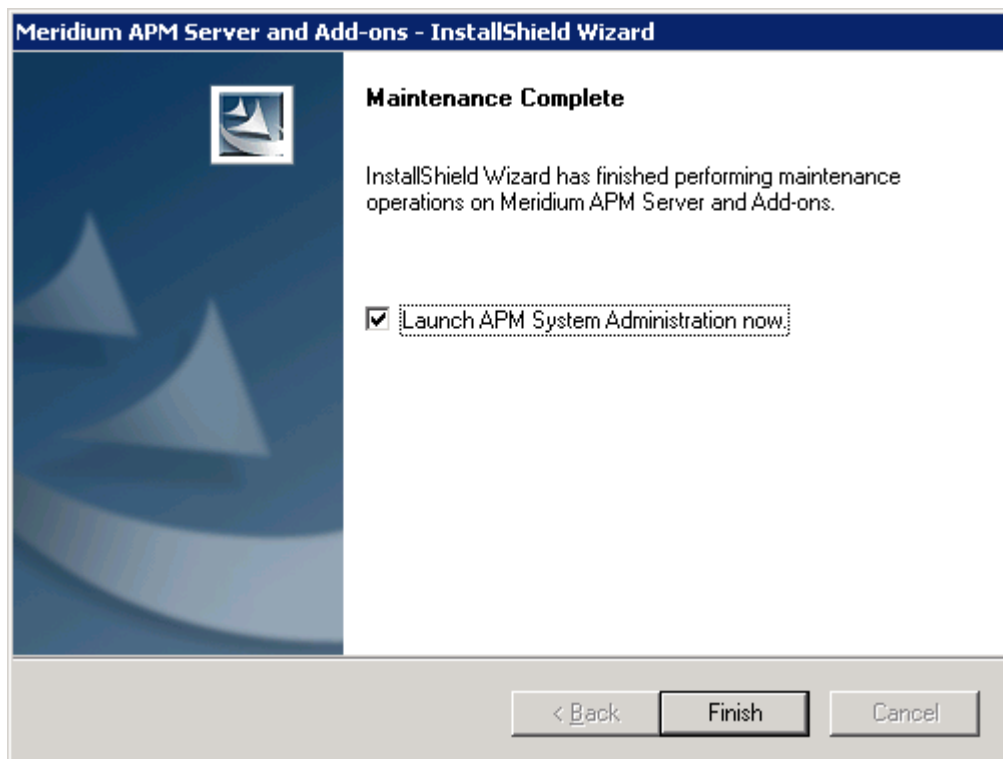 Meridium APM Server and Add-ons - InstallShield Wizard
Maintenance Complete
InstallShield Wizard has finished performing maintenance
operations on Meridium APM Server and Add-ons.
Launch APM System Administration now.
< Back
Finish
Cancel